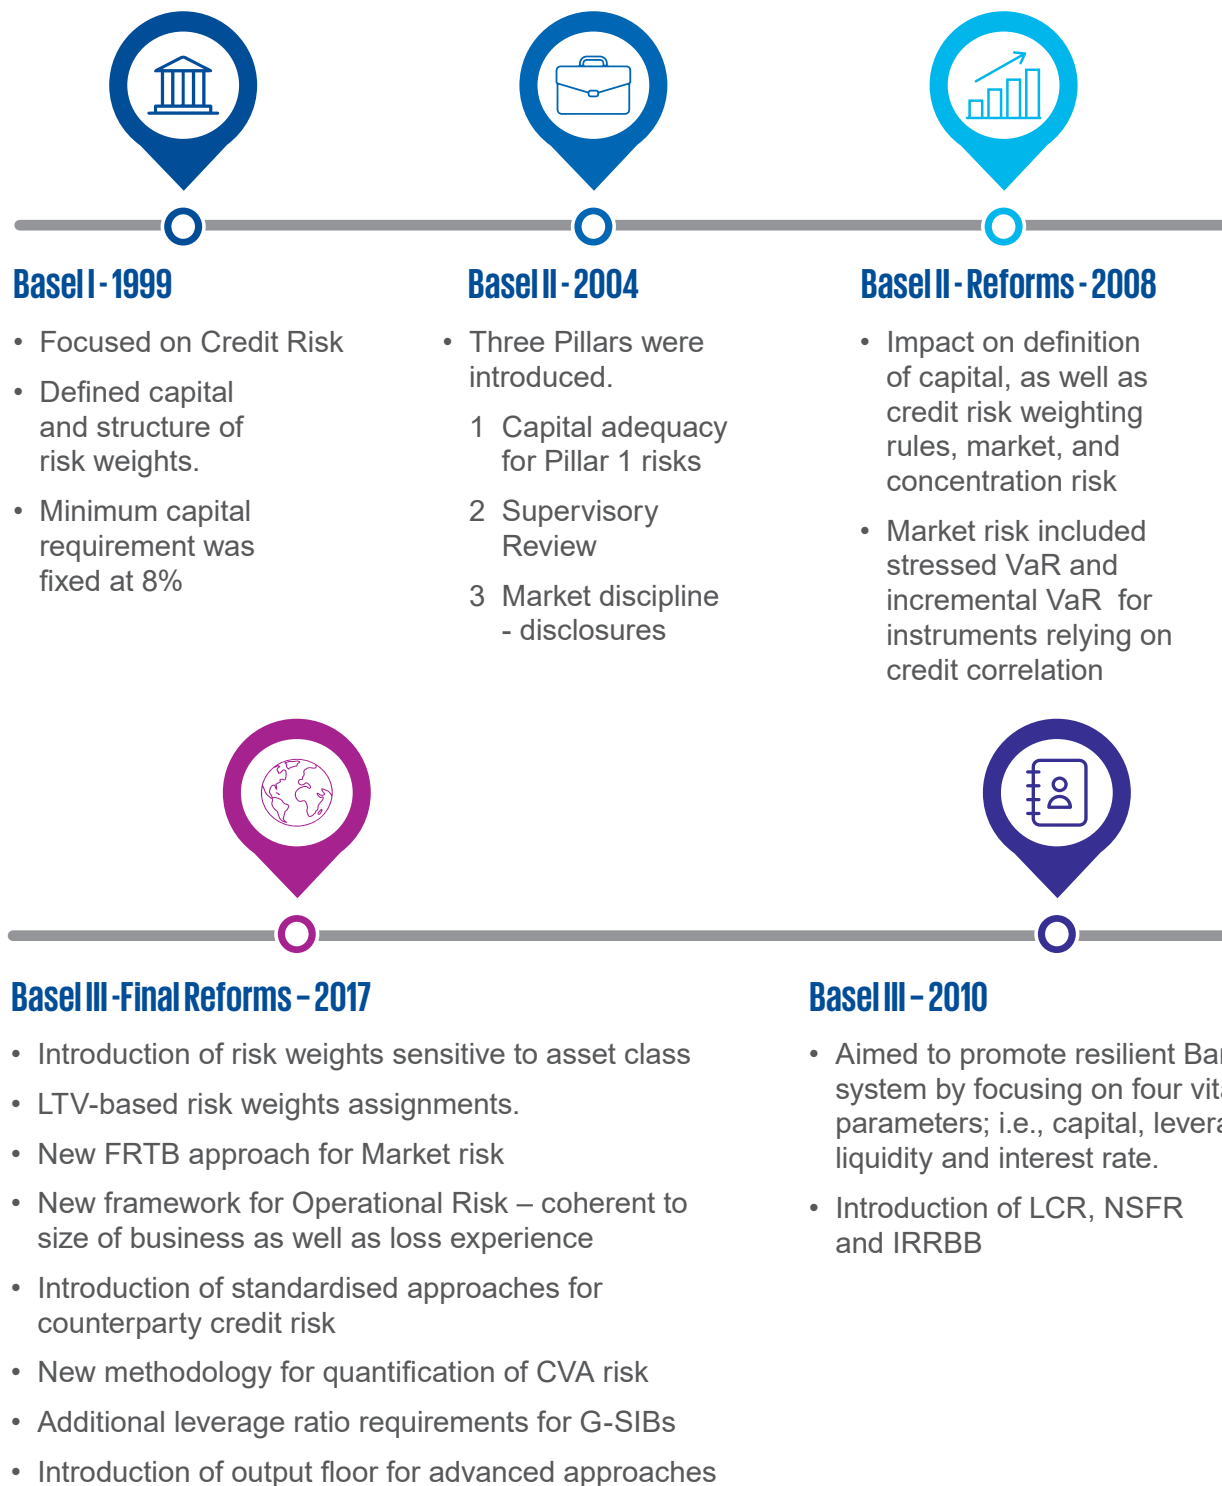 Basel I - 1999
• Focused on Credit Risk
• Defined capital
and structure of
risk weights.
• Minimum capital
requirement was
fixed at 8%
Basel II - 2004
• Three Pillars were
introduced.
1 Capital adequacy
for Pillar 1 risks
2 Supervisory
Review
3 Market discipline
- disclosures
Basel II - Reforms - 2008
• Impact on definition
of capital, as well as
credit risk weighting
rules, market, and
concentration risk
• Market risk included
stressed VaR and
incremental VaR for
instruments relying on
credit correlation
Basel III -Final Reforms – 2017
• Introduction of risk weights sensitive to asset class
• LTV-based risk weights assignments.
• New FRTB approach for Market risk
• New framework for Operational Risk – coherent to
size of business as well as loss experience
• Introduction of standardised approaches for
counterparty credit risk
• New methodology for quantification of CVA risk
• Additional leverage ratio requirements for G-SIBs
• Introduction of output floor for advanced approaches
Basel III – 2010
• Aimed to promote resilient
system by focusing on four
parameters; i.e., capital,
liquidity and interest rate.
• Introduction of LCR, NSFR
and IRRBB